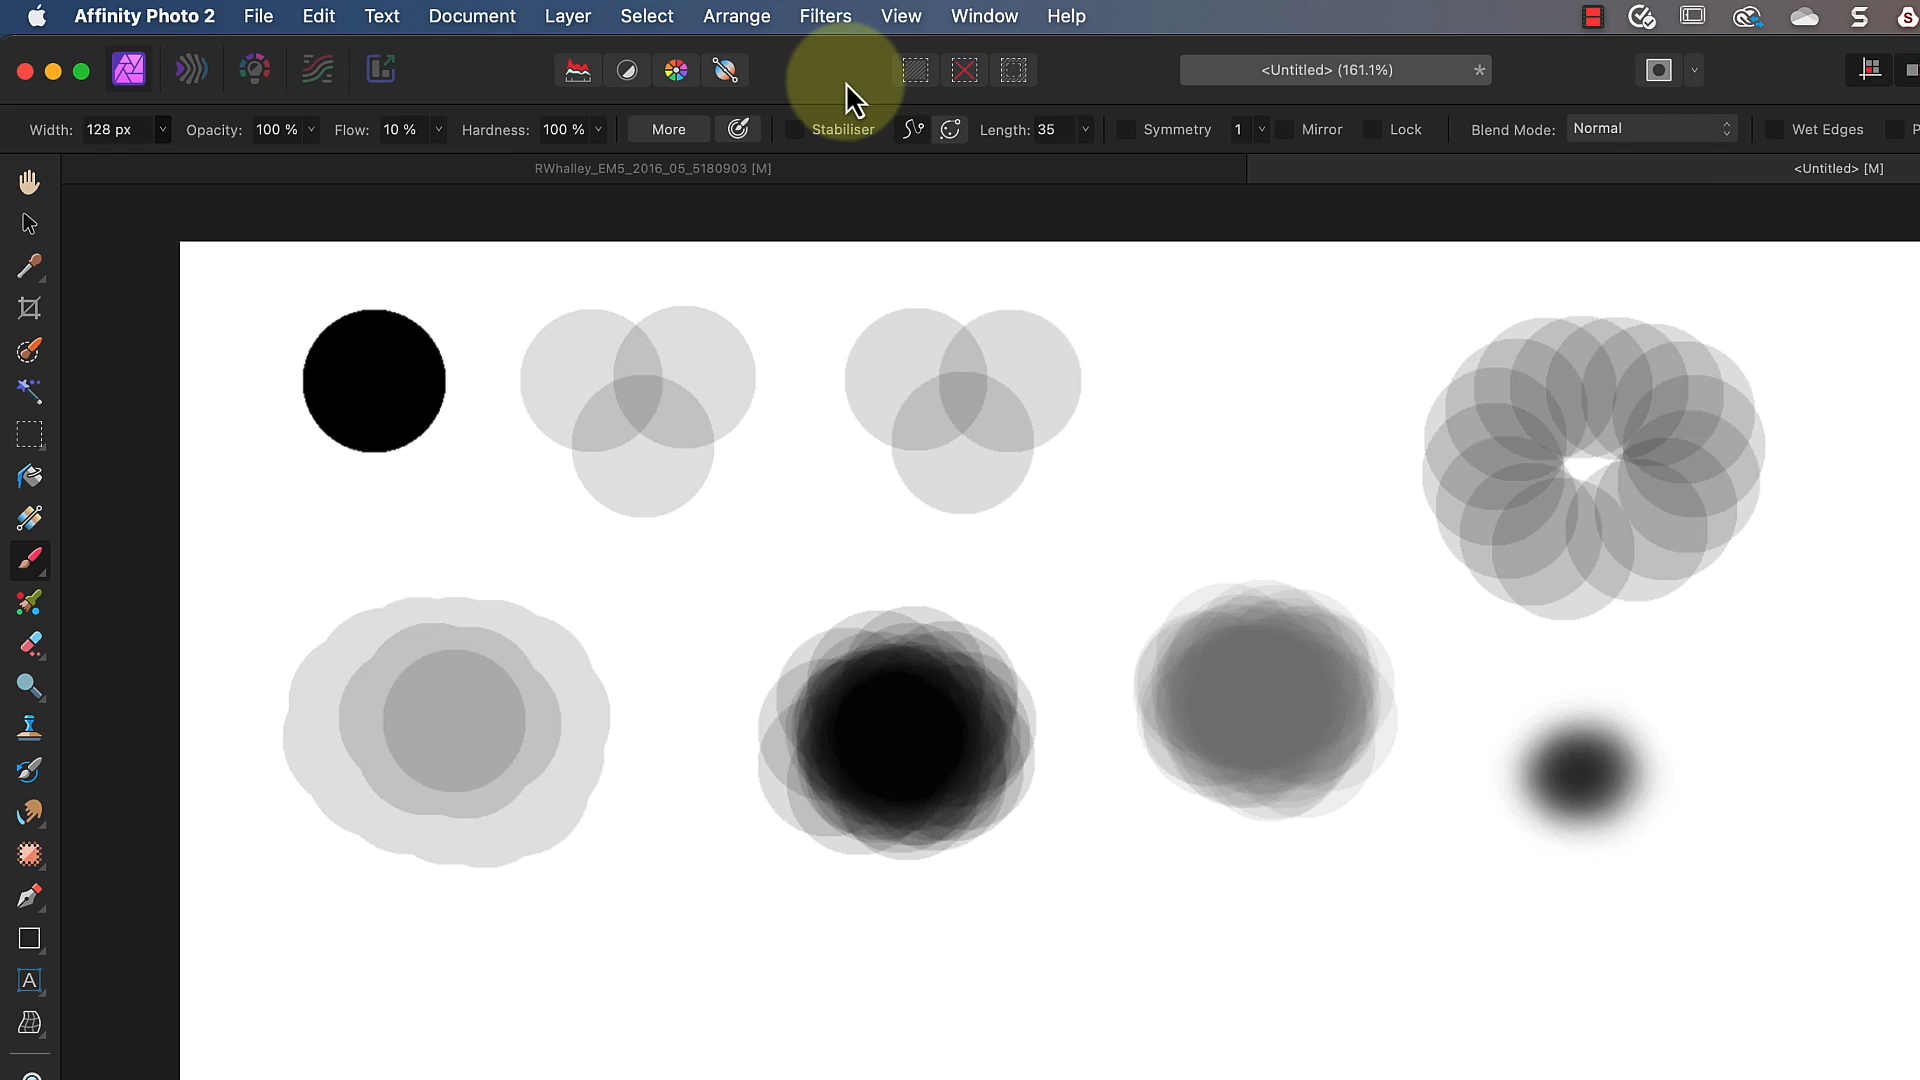 Affinity Photo 2 File Edit Text Document Layer Select Arrange Filters View Window Help
<Untitled> (161.1%) *
Width: 128 px Opacity: 100 % Flow: 10 % Hardness: 100 % More Stabiliser Length: 35 Symmetry 1 Mirror Lock Blend Mode: Normal Wet Edges P
RWhalley_EM5_2016_05_5180903 [M] <Untitled> [M]